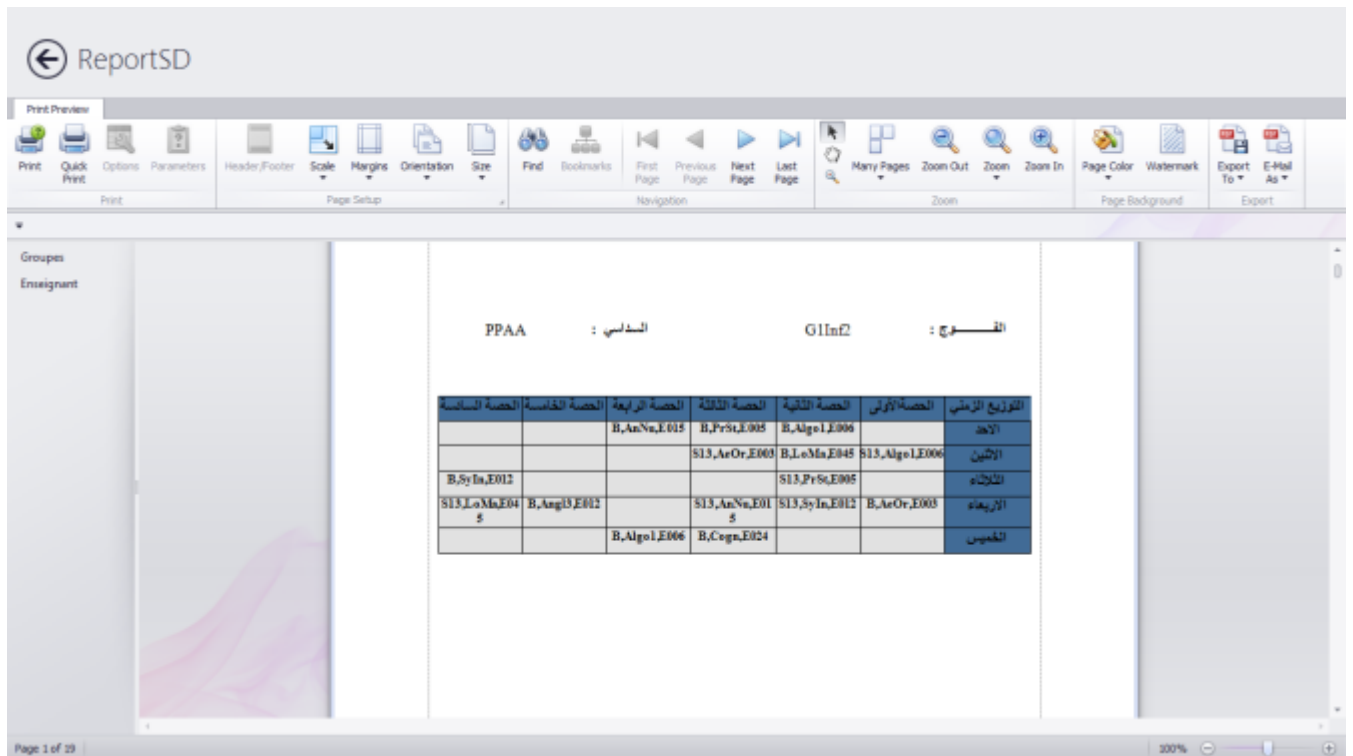 ReportSD
Print Preview
Print
Quick Print
Options
Parameters
Header/Footer
Scale
Margins
Orientation
Size
Find
Bookmarks
First Page
Previous Page
Next Page
Last Page
Many Pages
Zoom Out
Zoom
Zoom In
Page Color
Watermark
Export To
E-Mail As
Print
Page Setup
Navigation
Zoom
Page Background
Export
Groupes
Enseignant
الفـــــوج : G1Inf2 السداسي : PPAA
التوزيع الزمني الحصة الأولى الحصة الثانية الحصة الثالثة الحصة الرابعة الحصة الخامسة الحصة السادسة
الاحد B,Algo1,E006 B,PrSt,E005 B,AnNu,E015
الاثنين S13,Algo1,E006 B,LoMa,E045 S13,ArOr,E003
الثلاثاء S13,PrSt,E005 B,SyIn,E012
الاربعاء B,ArOr,E003 S13,SyIn,E012 S13,AnNu,E015 B,Angl3,E012 S13,LoMa,E045
الخميس B,Cogn,E024 B,Algo1,E006
Page 1 of 19
100%